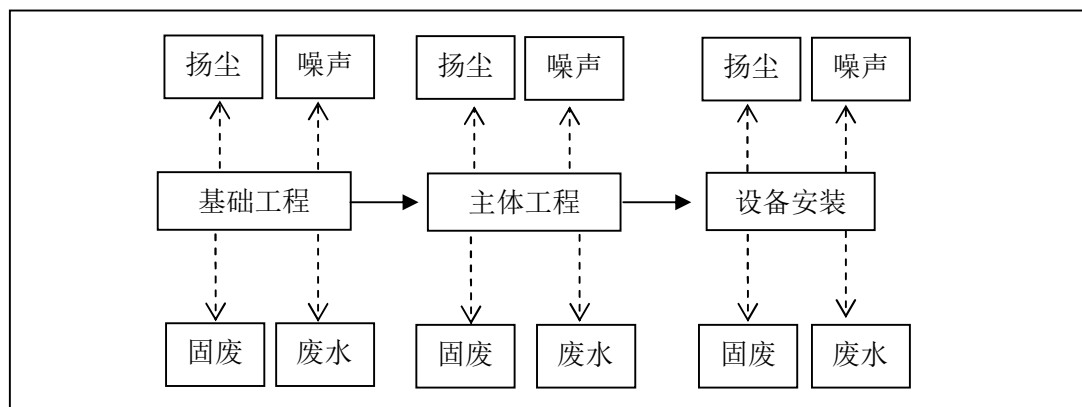 扬尘 噪声 扬尘 噪声 扬尘 噪声
基础工程 主体工程 设备安装
固废 废水 固废 废水 固废 废水